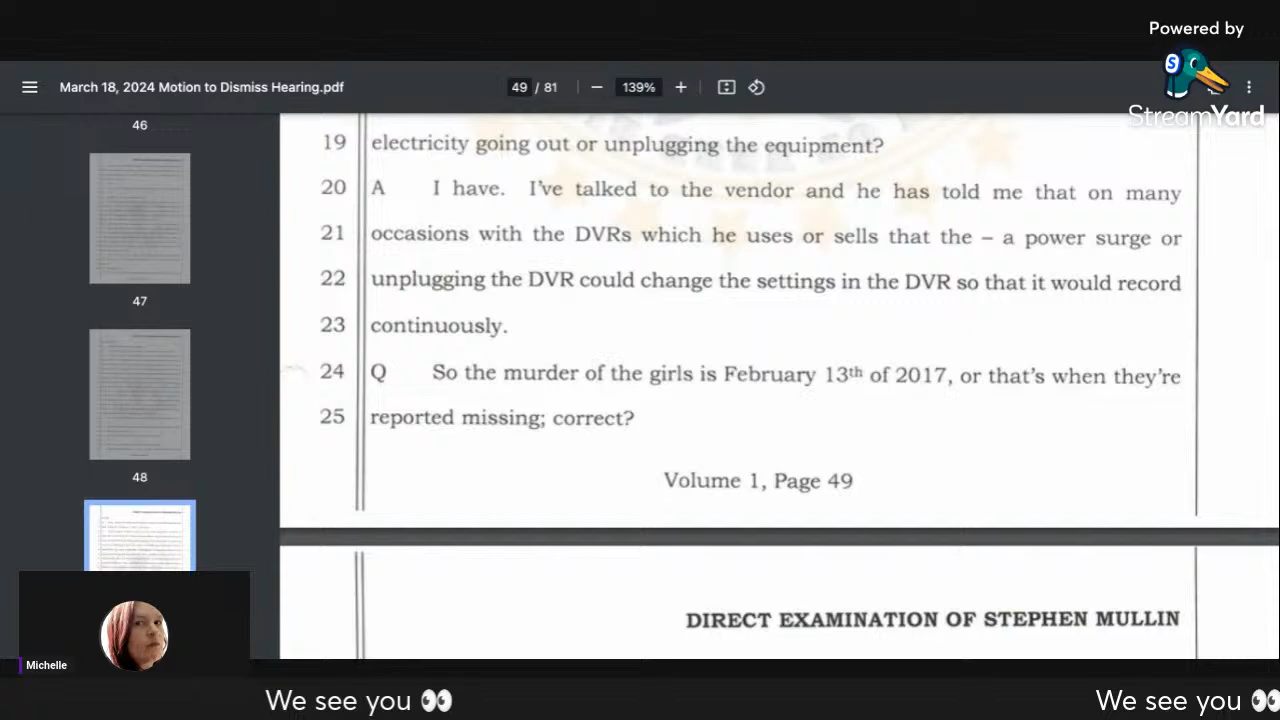 Powered by
StreamYard
March 18, 2024 Motion to Dismiss Hearing.pdf
49 / 81
139%
46
47
48
19 electricity going out or unplugging the equipment?
20 A I have. I've talked to the vendor and he has told me that on many
21 occasions with the DVRs which he uses or sells that the – a power surge or
22 unplugging the DVR could change the settings in the DVR so that it would record
23 continuously.
24 Q So the murder of the girls is February 13th of 2017, or that's when they're
25 reported missing; correct?
Volume 1, Page 49
DIRECT EXAMINATION OF STEPHEN MULLIN
Michelle
We see you 👀 We see you 👀